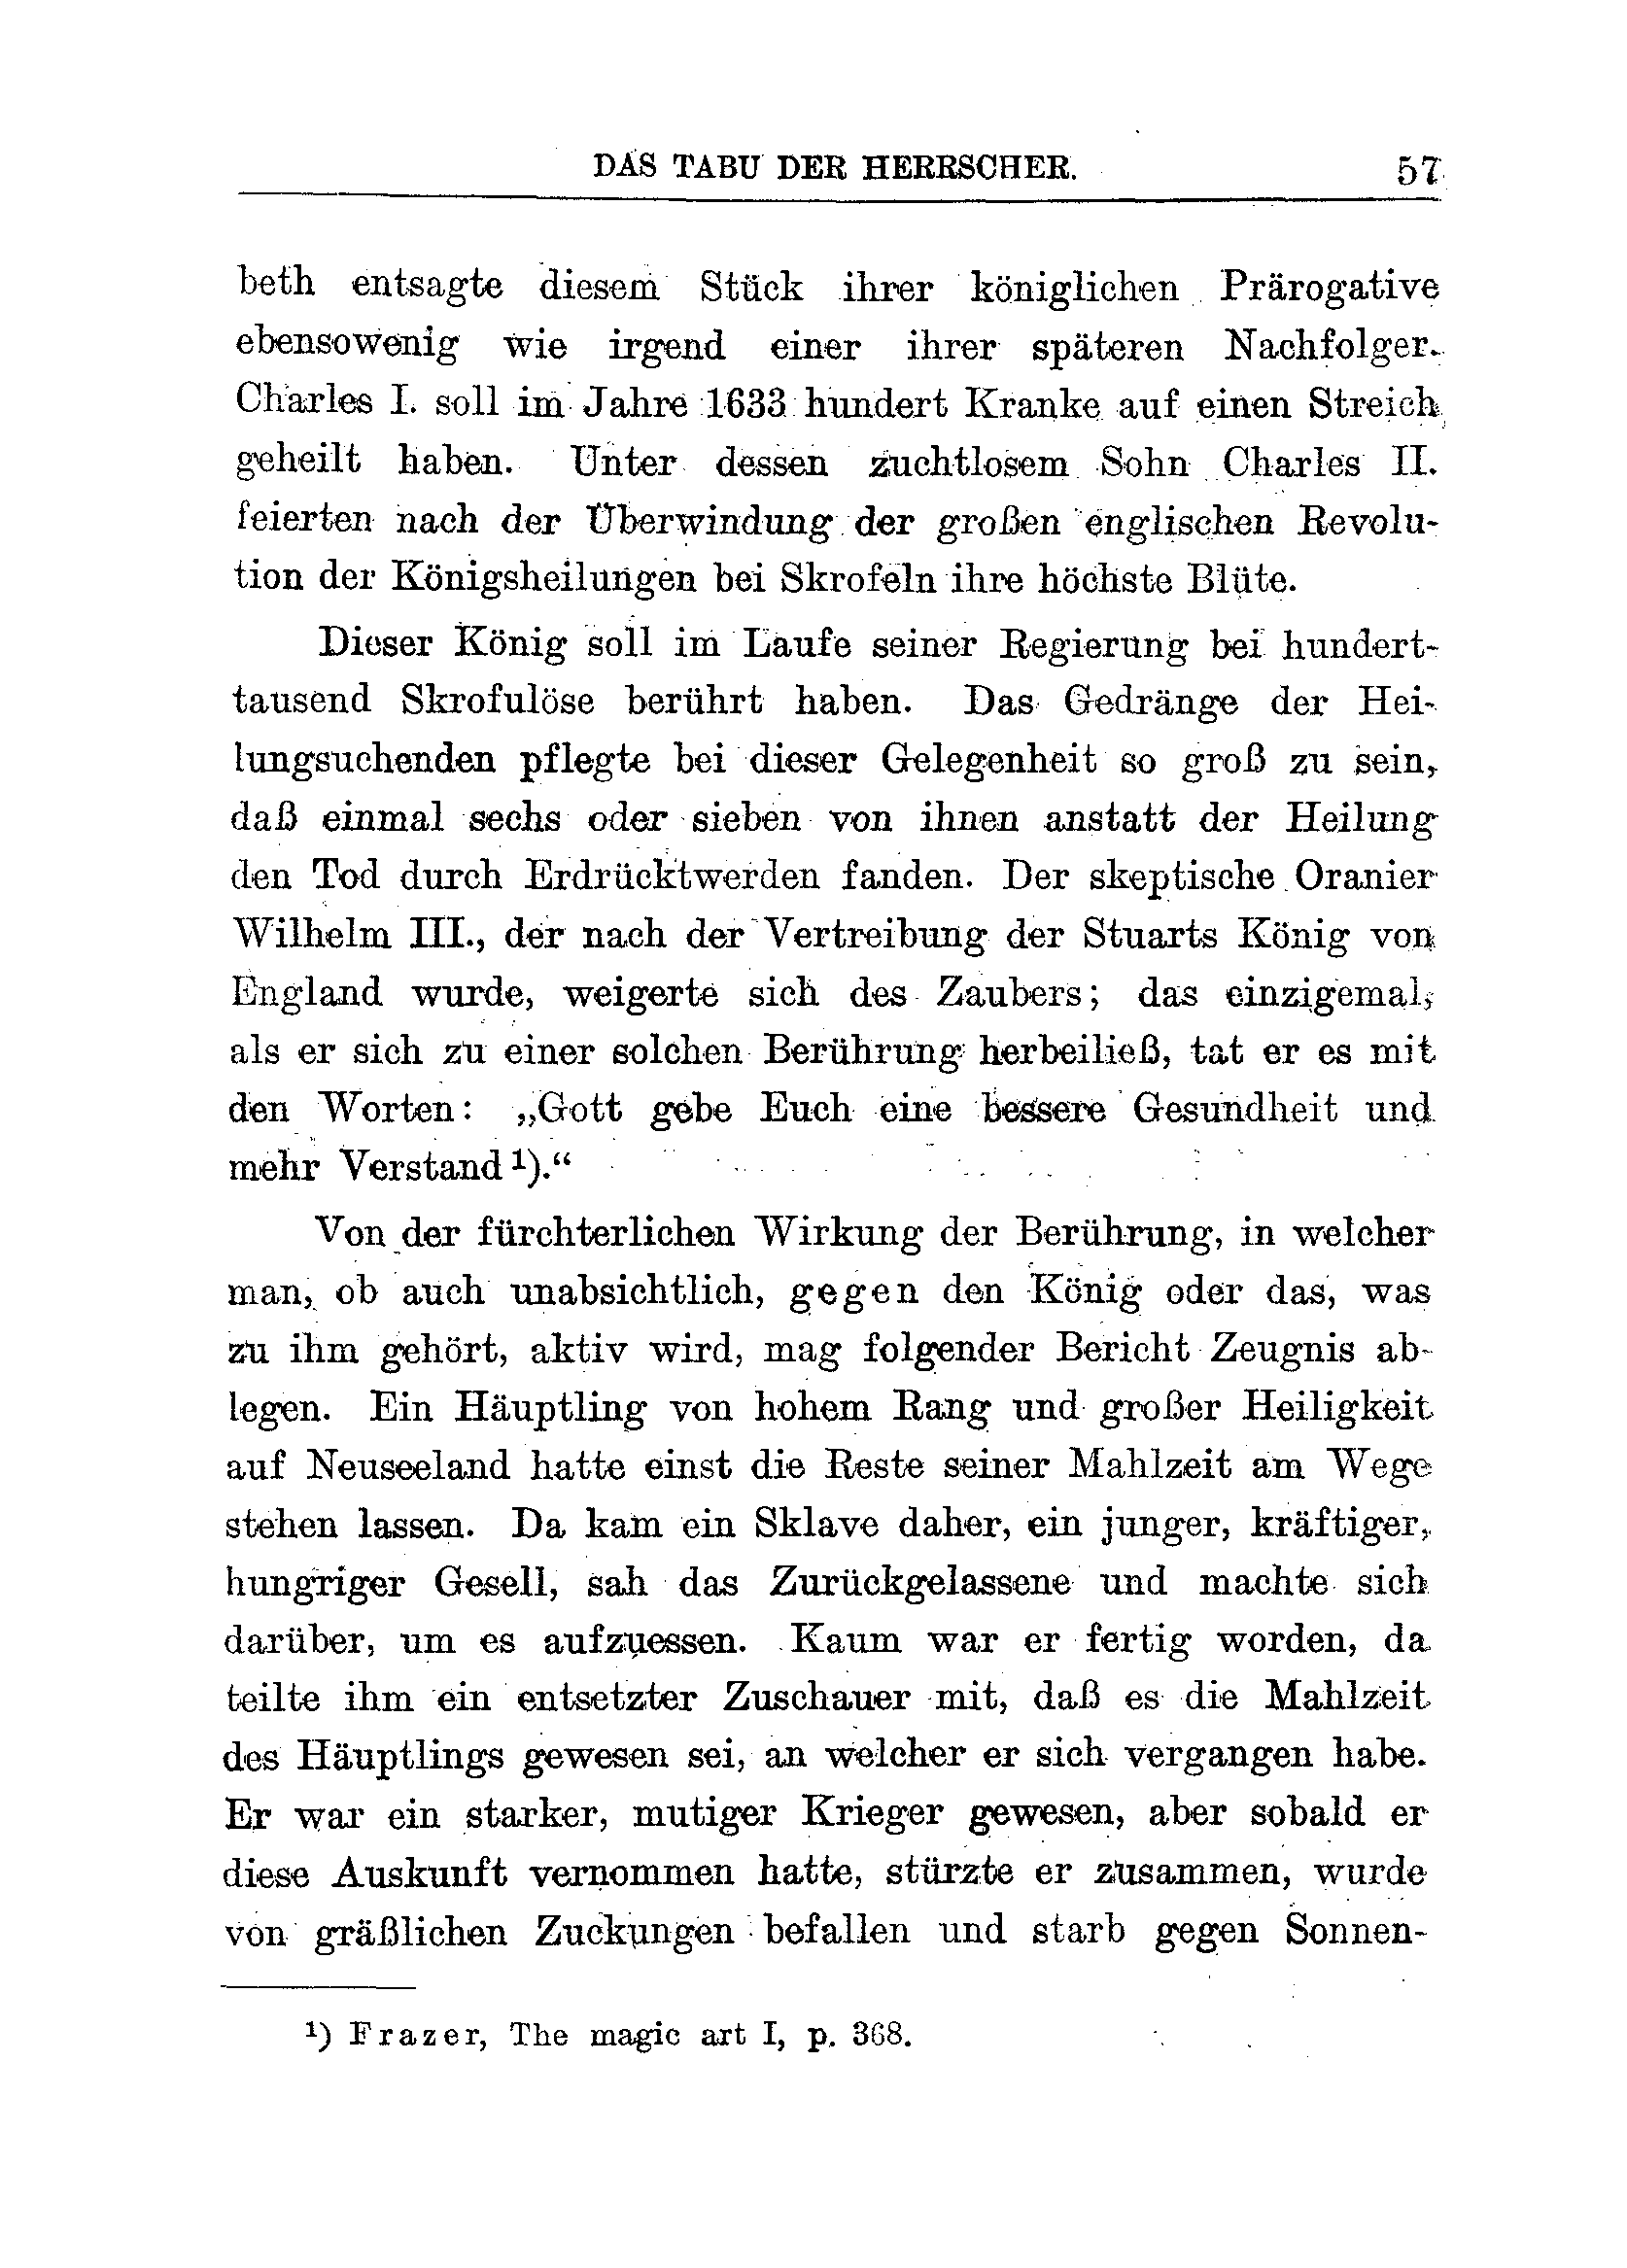 DAS TABU DER HERRSCHER. 57
beth entsagte diesem Stück ihrer königlichen Prärogative
ebensowenig wie irgend einer ihrer späteren Nachfolger.
Charles I. soll im Jahre 1633 hundert Kranke auf einen Streich
geheilt haben. Unter dessen zuchtlosem Sohn Charles II.
feierten nach der Überwindung der großen englischen Revolu-
tion der Königsheilungen bei Skrofeln ihre höchste Blüte.
Dieser König soll im Laufe seiner Regierung bei hundert-
tausend Skrofulöse berührt haben. Das Gedränge der Hei-
lungsuchenden pflegte bei dieser Gelegenheit so groß zu sein,
daß einmal sechs oder sieben von ihnen anstatt der Heilung
den Tod durch Erdrücktwerden fanden. Der skeptische Oranier
Wilhelm III., der nach der Vertreibung der Stuarts König von
England wurde, weigerte sich des Zaubers; das einzigemal,
als er sich zu einer solchen Berührung herbeiließ, tat er es mit
den Worten: „Gott gebe Euch eine bessere Gesundheit und
mehr Verstand ¹).“
Von der fürchterlichen Wirkung der Berührung, in welcher
man, ob auch unabsichtlich, gegen den König oder das, was
zu ihm gehört, aktiv wird, mag folgender Bericht Zeugnis ab-
legen. Ein Häuptling von hohem Rang und großer Heiligkeit
auf Neuseeland hatte einst die Reste seiner Mahlzeit am Wege
stehen lassen. Da kam ein Sklave daher, ein junger, kräftiger,
hungriger Gesell, sah das Zurückgelassene und machte sich
darüber, um es aufzuessen. Kaum war er fertig worden, da
teilte ihm ein entsetzter Zuschauer mit, daß es die Mahlzeit
des Häuptlings gewesen sei, an welcher er sich vergangen habe.
Er war ein starker, mutiger Krieger gewesen, aber sobald er
diese Auskunft vernommen hatte, stürzte er zusammen, wurde
von gräßlichen Zuckungen befallen und starb gegen Sonnen-
¹) Frazer, The magic art I, p. 368.